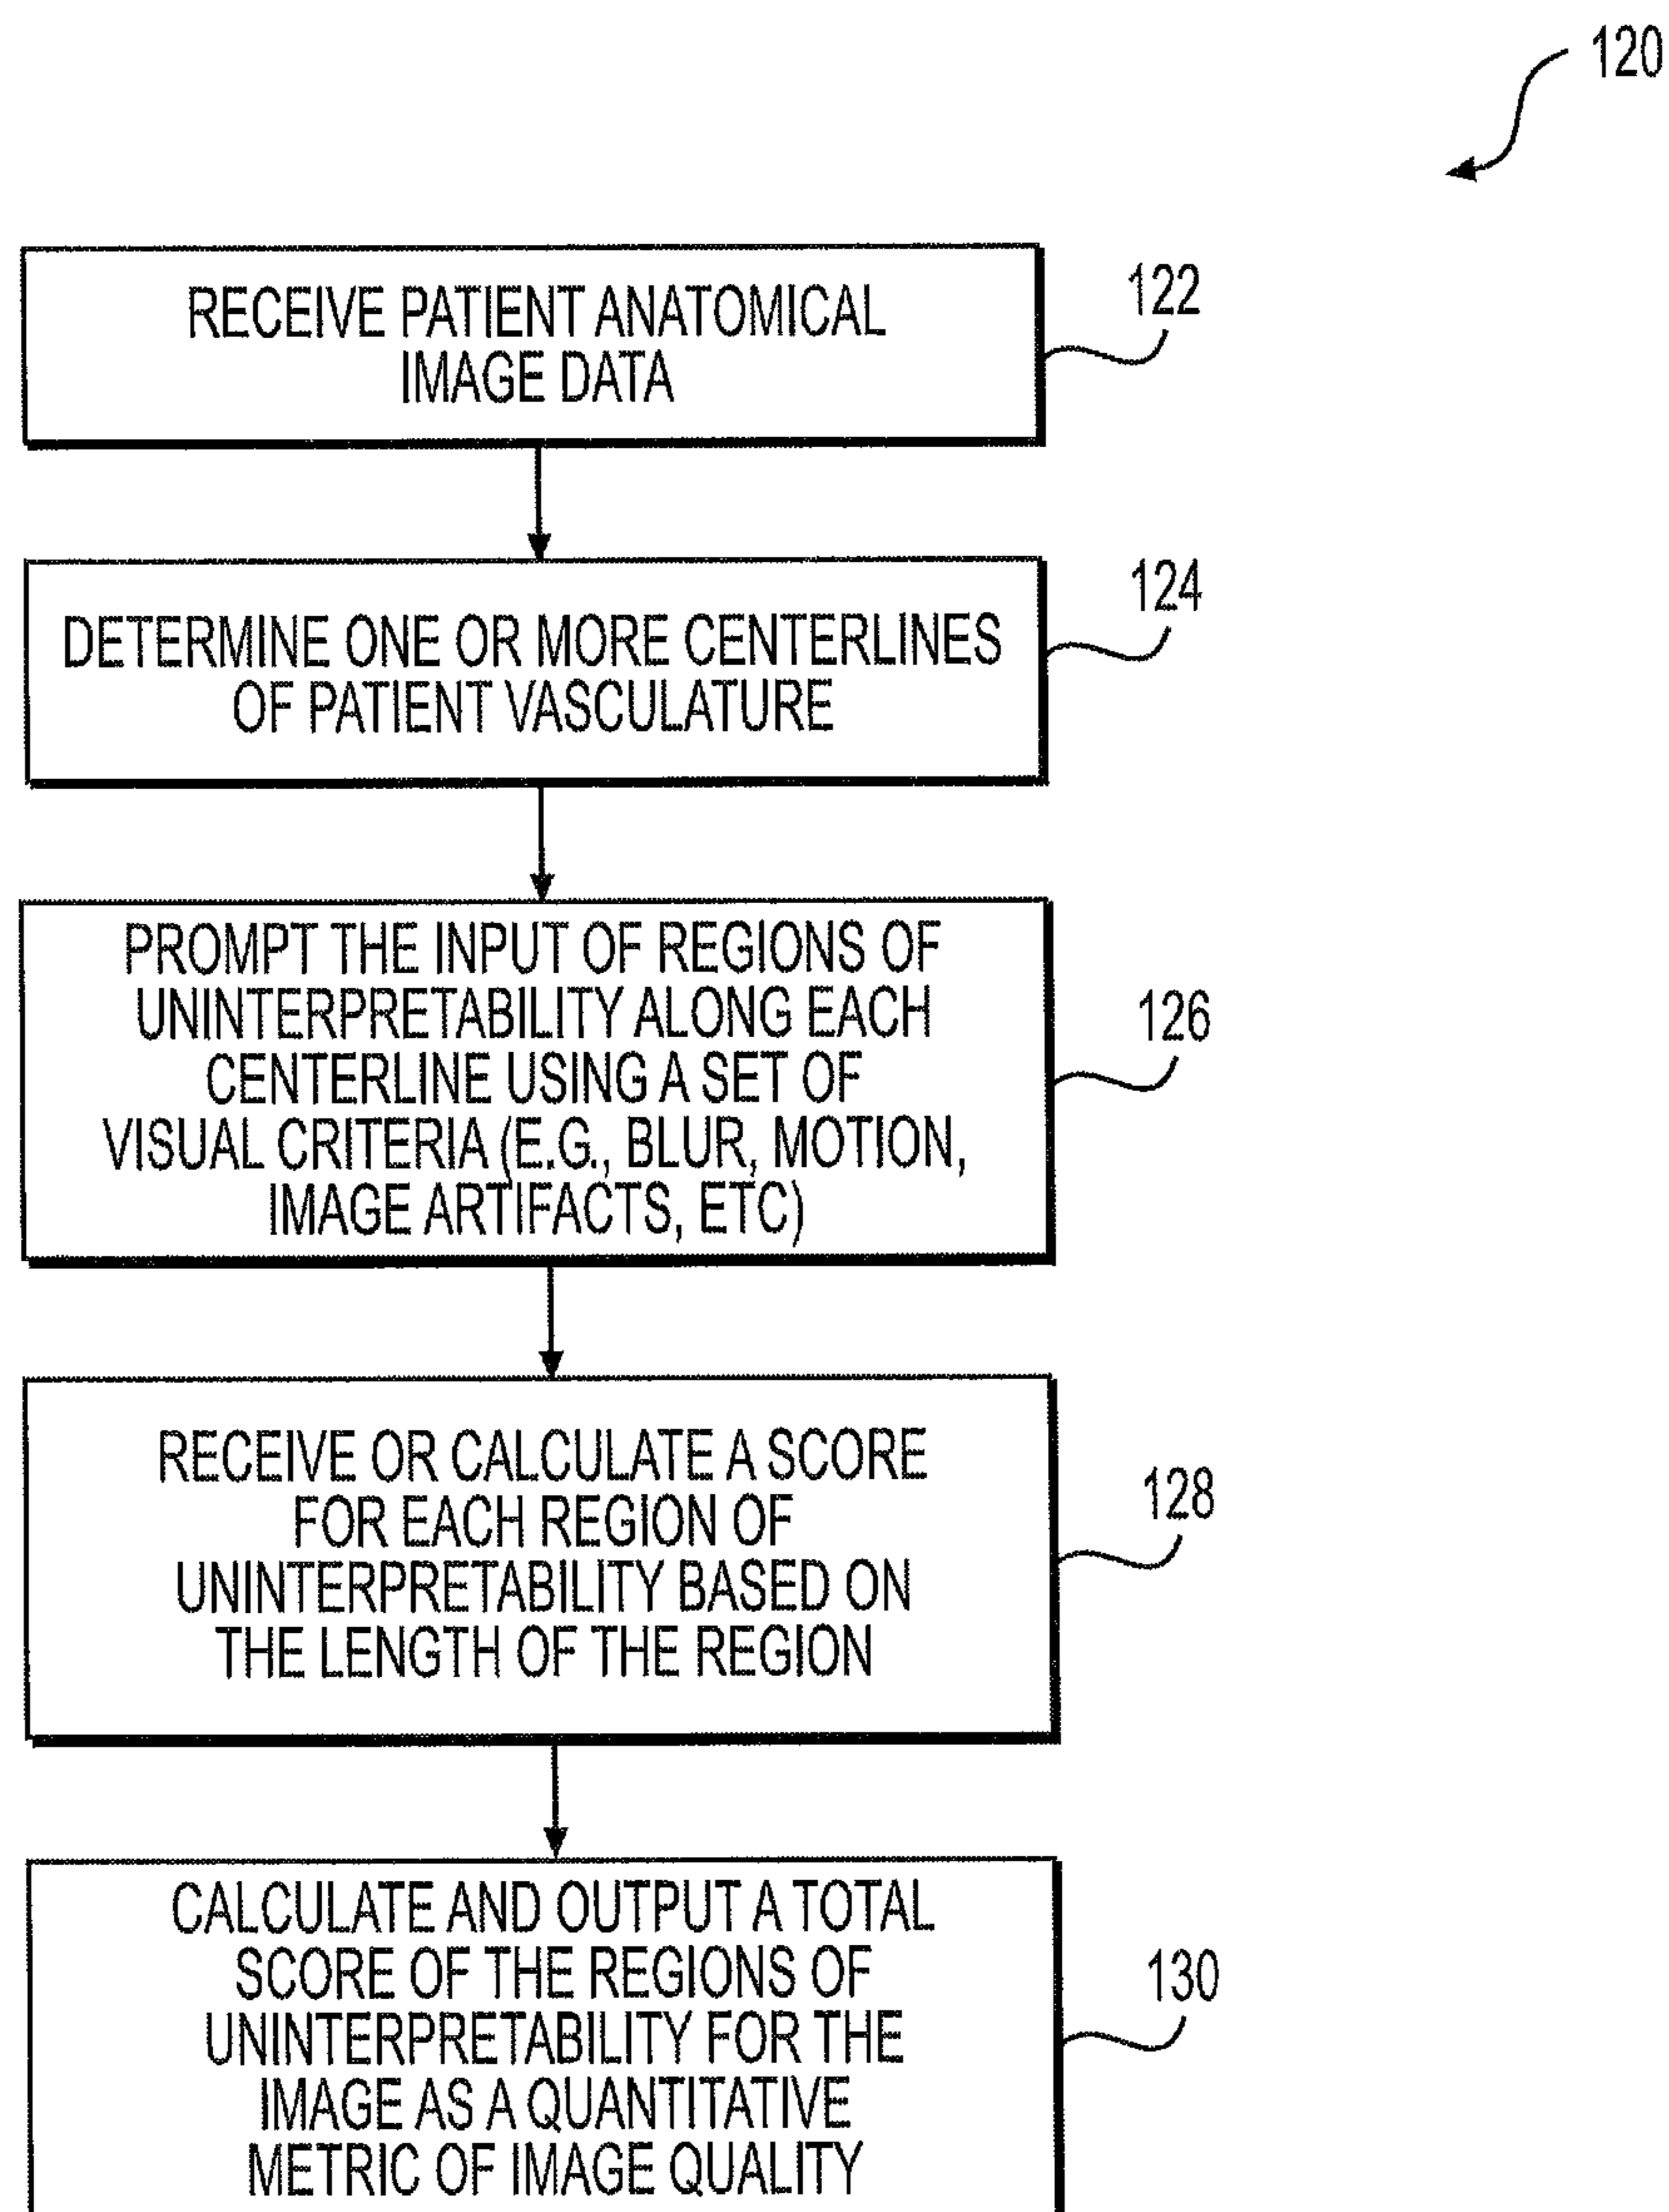 120
RECEIVE PATIENT ANATOMICAL
IMAGE DATA
122
DETERMINE ONE OR MORE CENTERLINES
OF PATIENT VASCULATURE
124
PROMPT THE INPUT OF REGIONS OF
UNINTERPRETABILITY ALONG EACH
CENTERLINE USING A SET OF
VISUAL CRITERIA (E.G., BLUR, MOTION,
IMAGE ARTIFACTS, ETC)
126
RECEIVE OR CALCULATE A SCORE
FOR EACH REGION OF
UNINTERPRETABILITY BASED ON
THE LENGTH OF THE REGION
128
CALCULATE AND OUTPUT A TOTAL
SCORE OF THE REGIONS OF
UNINTERPRETABILITY FOR THE
IMAGE AS A QUANTITATIVE
METRIC OF IMAGE QUALITY
130